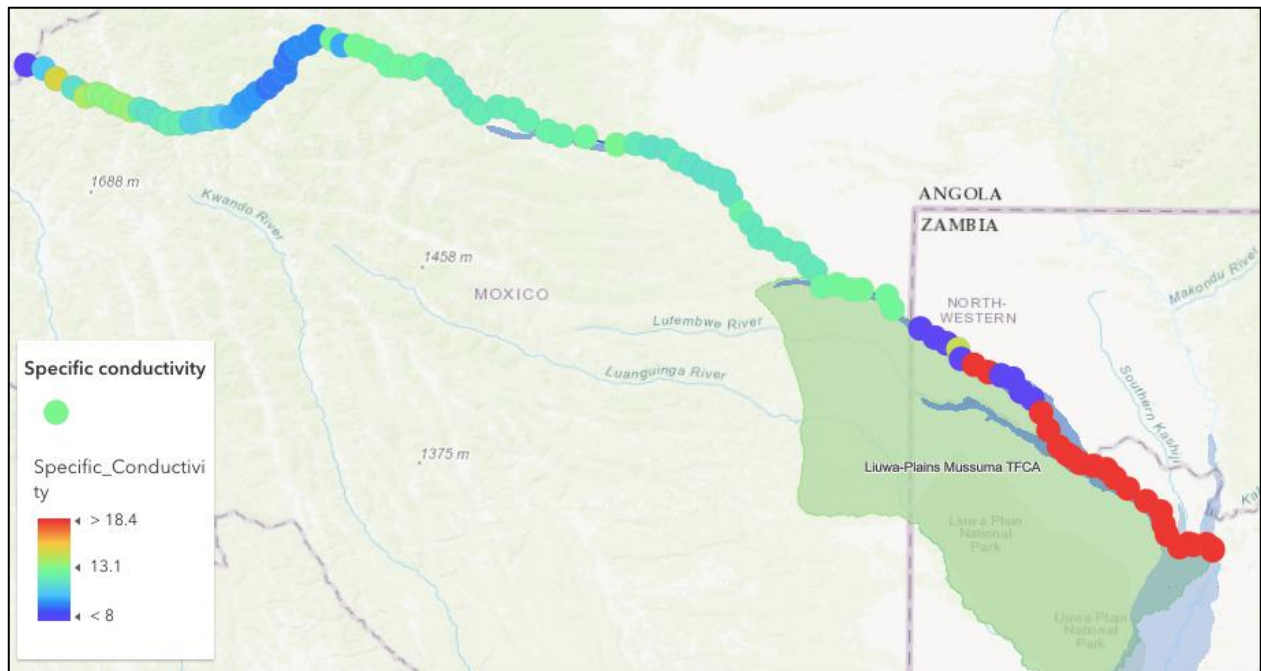 1688 m
Kwando River
ANGOLA
ZAMBIA
1458 m
MOXICO
NORTH-
WESTERN
Makondu River
Lutembwe River
Luanguinga River
Southern Kashiji
1375 m
Liuwa-Plains Mussuma TFCA
Liuwa Plain
National
Park
Liuwa Plain
National
Park
Specific conductivity
Specific_Conductivi
ty
> 18.4
13.1
< 8